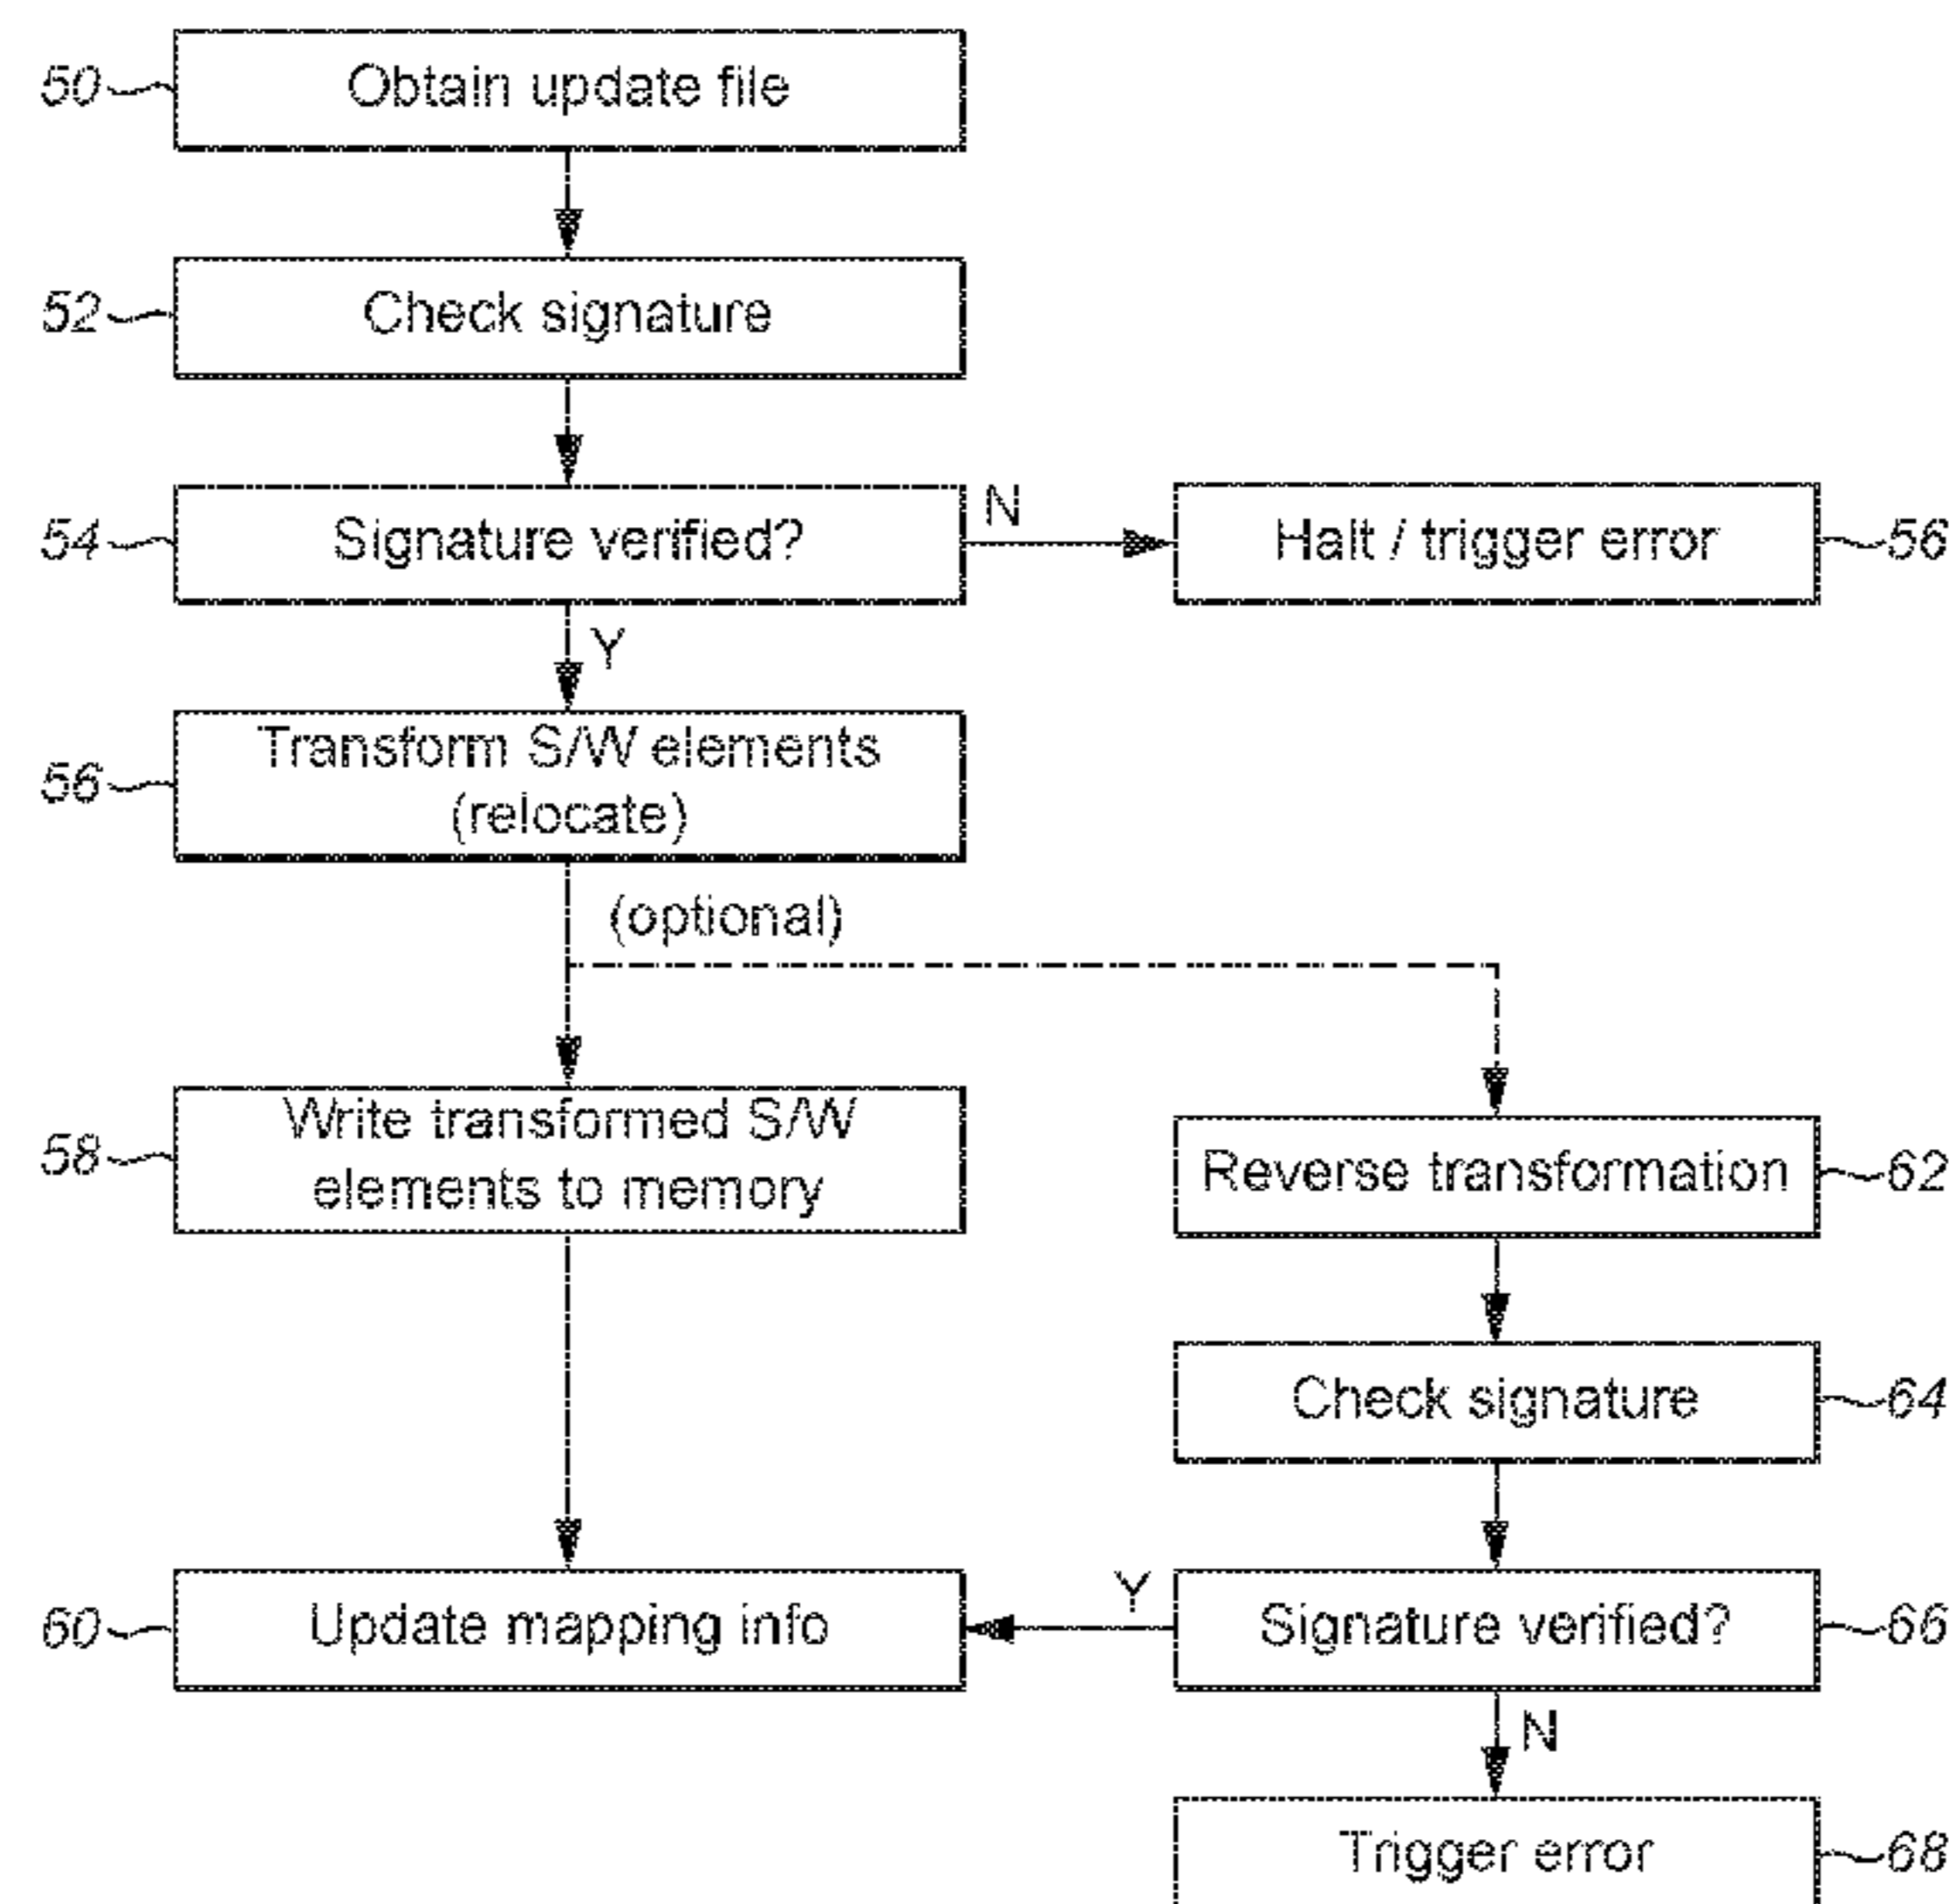 50
Obtain update file
52
Check signature
54
Signature verified?
N
Halt / trigger error
56
Y
56
Transform S/W elements
(relocate)
(optional)
58
Write transformed S/W
elements to memory
Reverse transformation
62
Check signature
64
60
Update mapping info
Y
Signature verified?
66
N
Trigger error
68